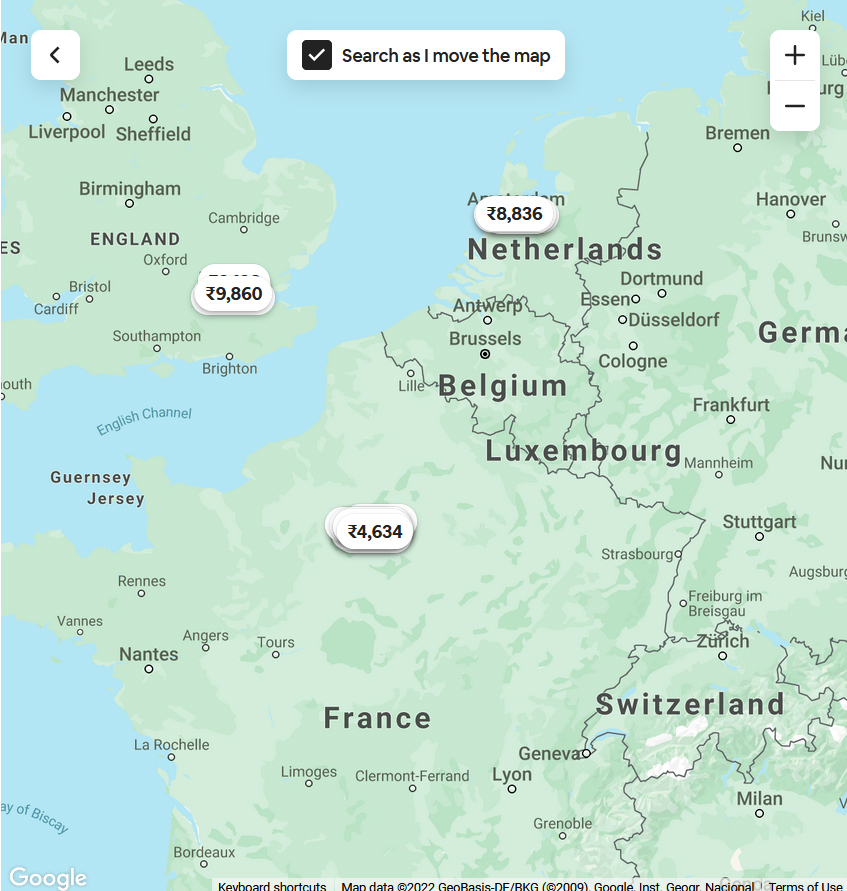 Kiel
Man
Search as I move the map
Leeds
Manchester
Liverpool
Sheffield
Bremen
Birmingham
Cambridge
Amsterdam
₹8,836
Hanover
ENGLAND
ES
Netherlands
Oxford
Dortmund
Bristol
₹9,860
Essen
Cardiff
Antwerp
Düsseldorf
Southampton
Brussels
Germa
Brighton
Cologne
outh
Lille
Belgium
English Channel
Frankfurt
Luxembourg
Mannheim
Nu
Guernsey
Jersey
Stuttgart
₹4,634
Strasbourg
Augsburg
Rennes
Freiburg im
Breisgau
Vannes
Angers
Tours
Zürich
Nantes
Switzerland
France
La Rochelle
Geneva
Limoges
Clermont-Ferrand
Lyon
Milan
ay of Biscay
Grenoble
Bordeaux
Google
Keyboard shortcuts
Map data ©2022 GeoBasis-DE/BKG (©2009), Google, Inst. Geogr. Nacional
Terms of Use